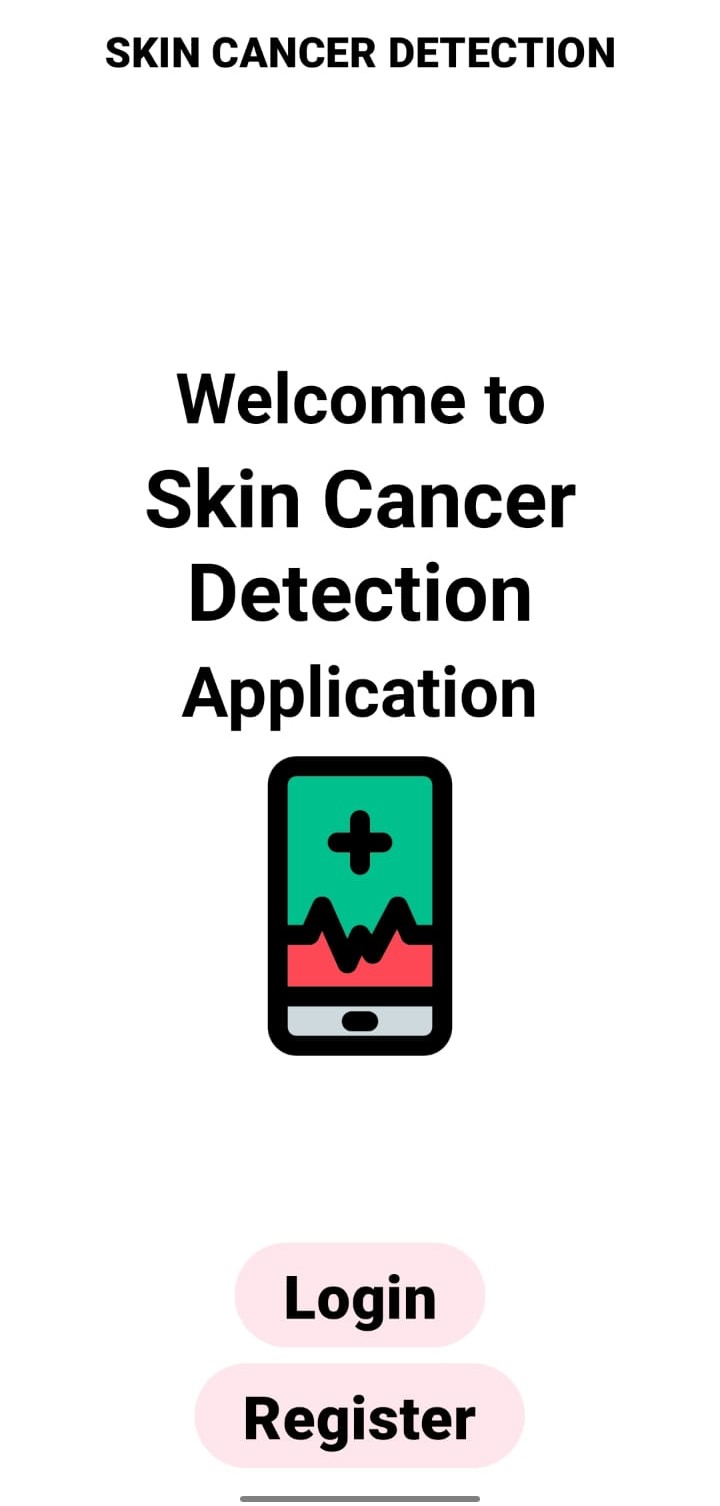 SKIN CANCER DETECTION
Welcome to
Skin Cancer
Detection
Application
Login
Register